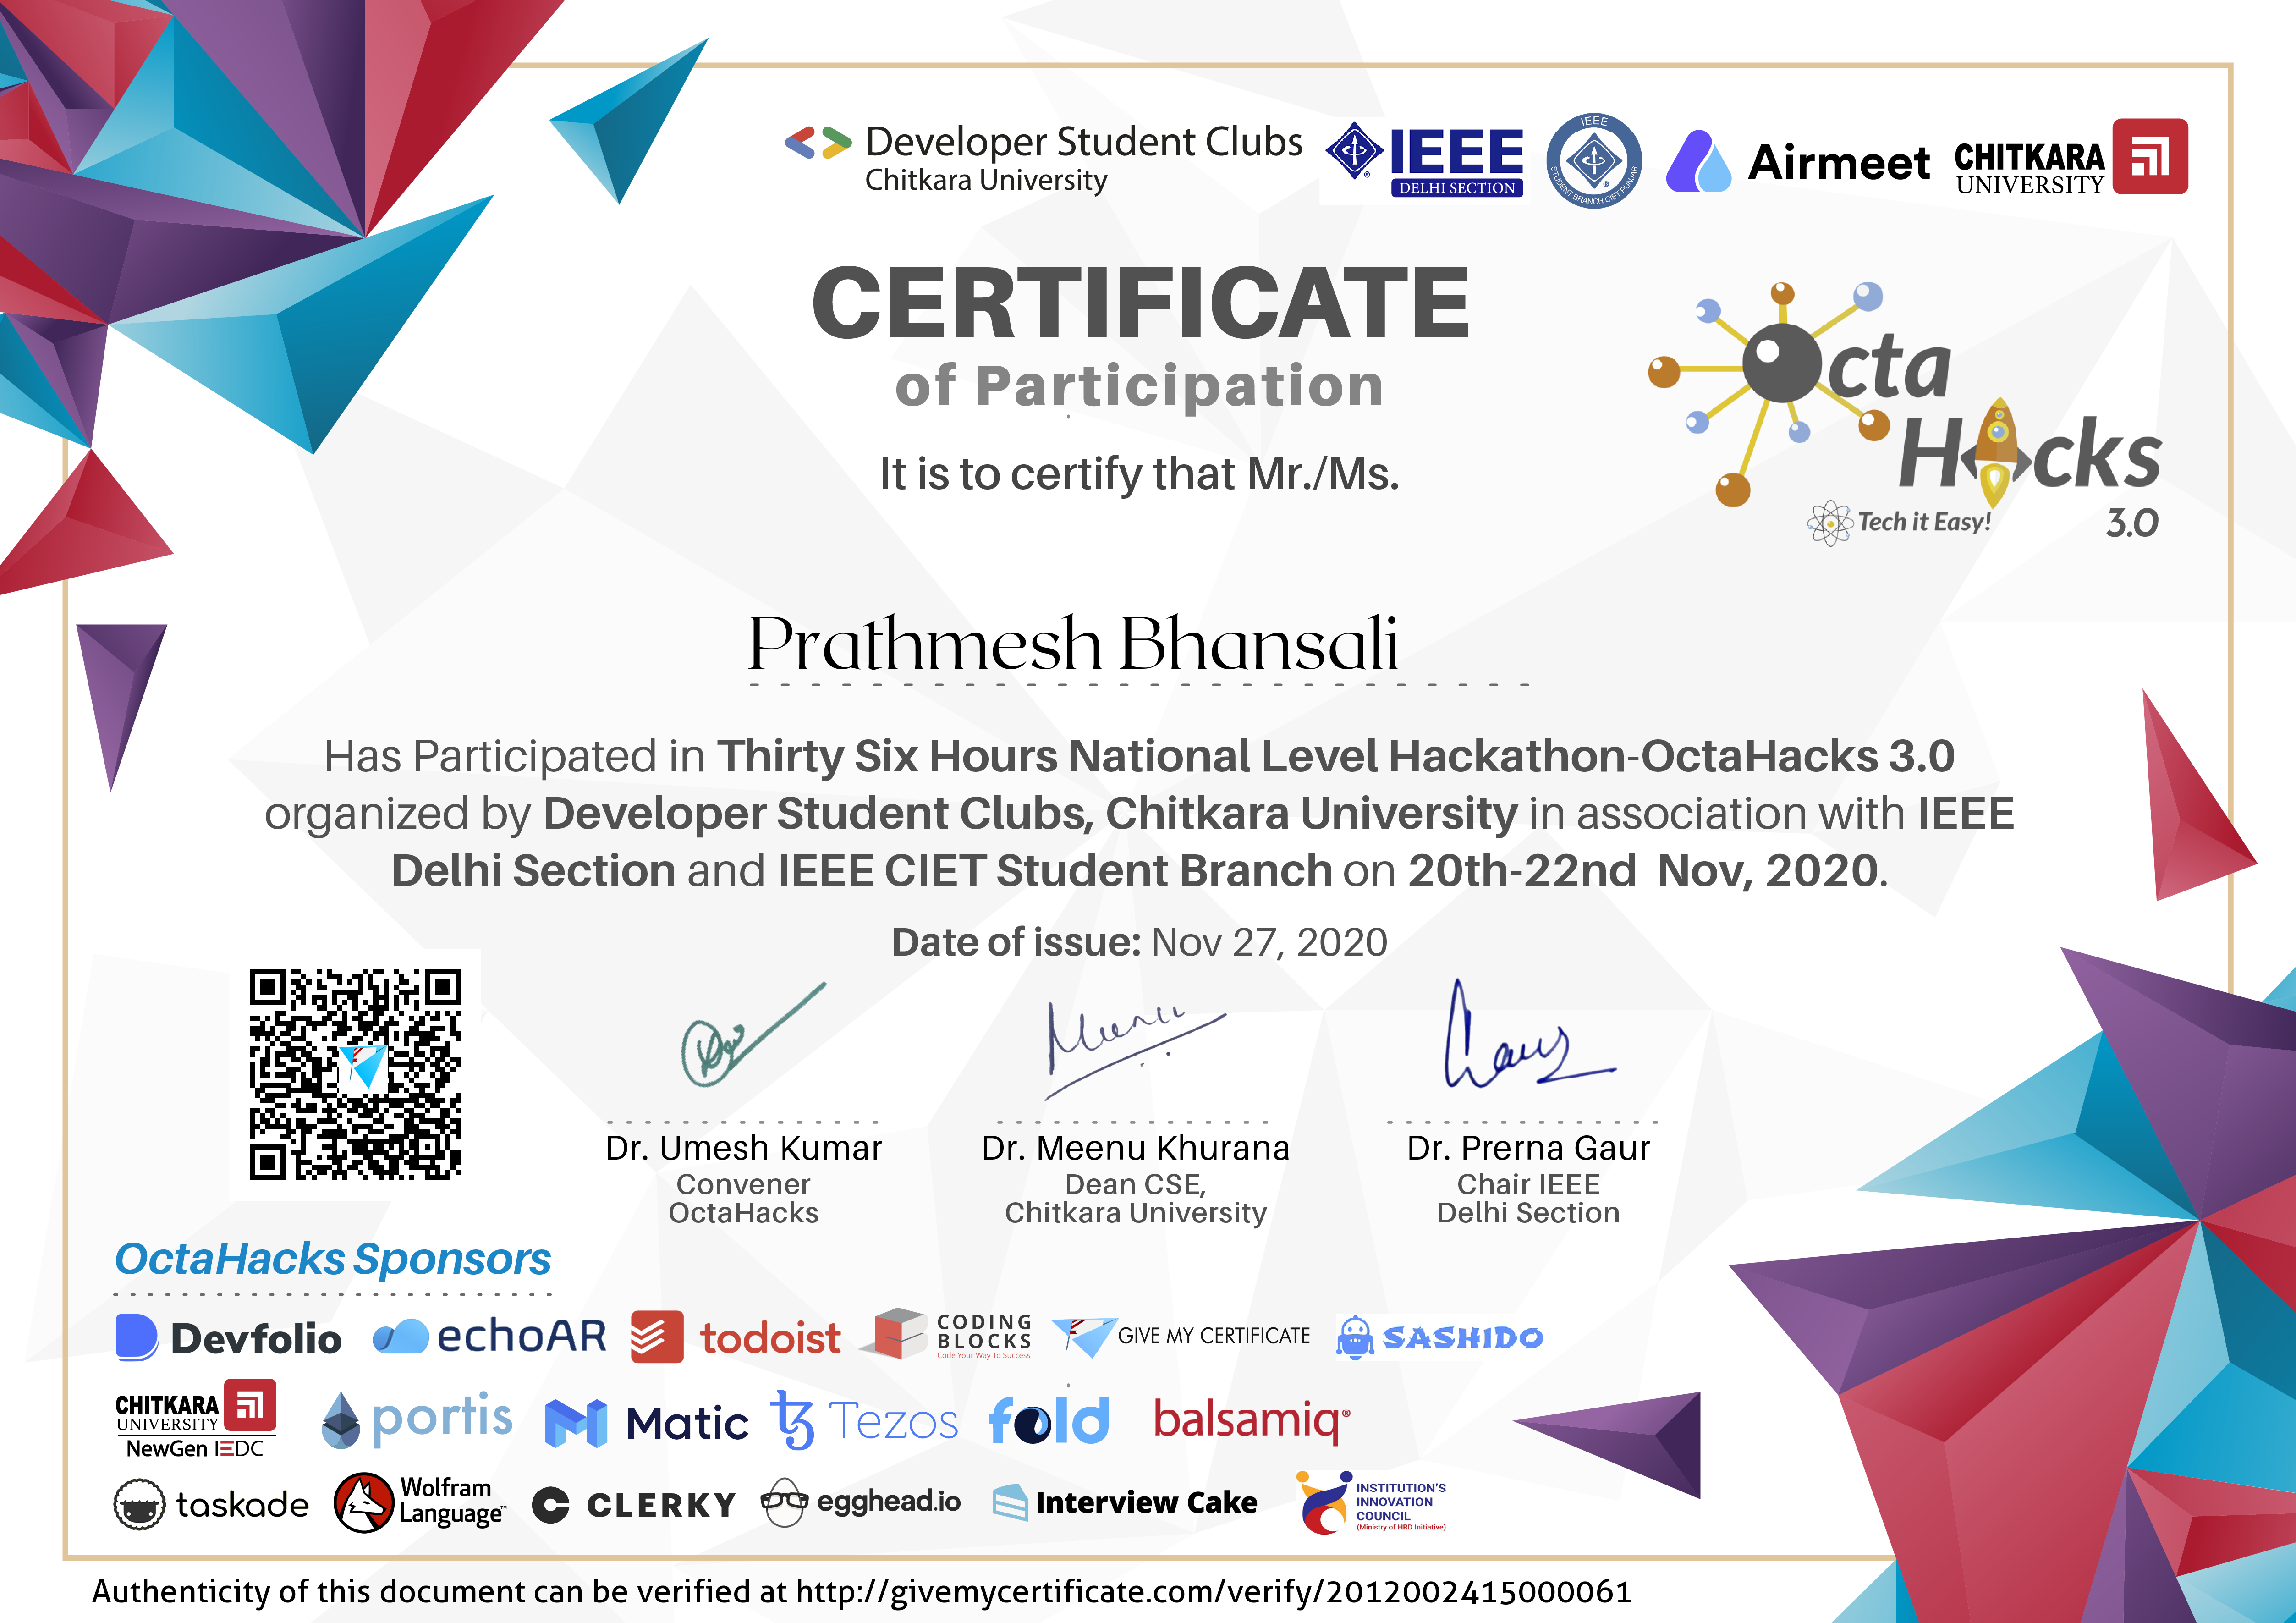 Developer Student Clubs
Chitkara University
IEEE
DELHI SECTION
IEEE
STUDENT BRANCH CIET PUNJAB
Airmeet
CHITKARA
UNIVERSITY
CERTIFICATE
of Participation
It is to certify that Mr./Ms.
Octa
Hacks
Tech it Easy!
3.0
Prathmesh Bhansali
Has Participated in Thirty Six Hours National Level Hackathon-OctaHacks 3.0
organized by Developer Student Clubs, Chitkara University in association with IEEE
Delhi Section and IEEE CIET Student Branch on 20th-22nd Nov, 2020.
Date of issue: Nov 27, 2020
Meenu
Dr. Umesh Kumar
Convener
OctaHacks
Dr. Meenu Khurana
Dean CSE,
Chitkara University
Dr. Prerna Gaur
Chair IEEE
Delhi Section
OctaHacks Sponsors
Devfolio
echoAR
todoist
CODING
BLOCKS
Code Your Way To Success
GIVE MY CERTIFICATE
SASHIDO
CHITKARA
UNIVERSITY
NewGen IEDC
portis
Matic
Tezos
fold
balsamiq®
taskade
Wolfram
Language™
CLERKY
egghead.io
Interview Cake
INSTITUTION'S
INNOVATION
COUNCIL
(Ministry of HRD Initiative)
Authenticity of this document can be verified at http://givemycertificate.com/verify/2012002415000061